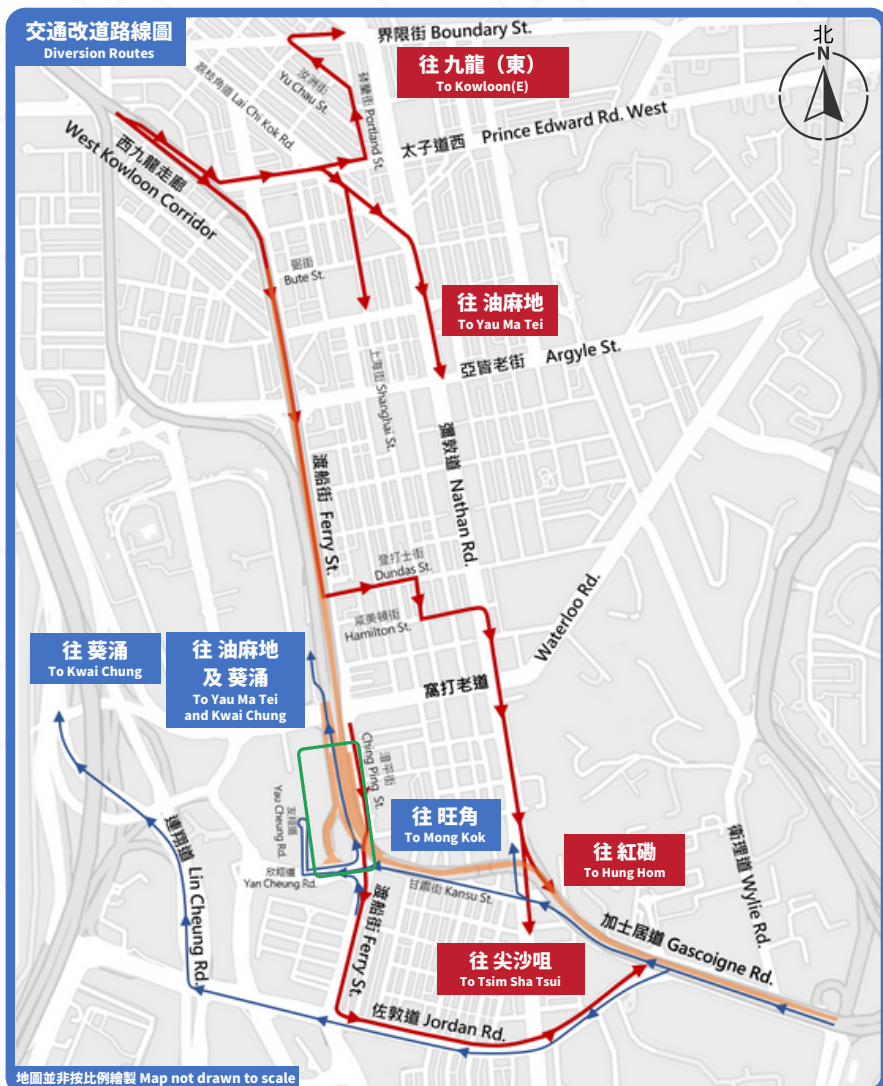 交通改道路線圖
Diversion Routes
界限街 Boundary St.
北
N
往 九龍（東）
To Kowloon(E)
荔枝角道 Lai Chi Kok Rd.
汝洲街
Yu Chau St.
砵蘭街 Portland St.
太子道西 Prince Edward Rd. West
西九龍走廊
West Kowloon Corridor
弼街
Bute St.
往 油麻地
To Yau Ma Tei
亞皆老街 Argyle St.
上海街 Shanghai St.
彌敦道 Nathan Rd.
渡船街 Ferry St.
登打士街
Dundas St.
咸美頓街
Hamilton St.
Waterloo Rd.
窩打老道
往 葵涌
To Kwai Chung
往 油麻地
及 葵涌
To Yau Ma Tei
and Kwai Chung
澄平街
Ching Ping St.
友翔道
Yau Cheung Rd.
往 旺角
To Mong Kok
連翔道 Lin Cheung Rd.
欣翔道
Yan Cheung Rd.
往 紅磡
To Hung Hom
衛理道 Wylie Rd.
甘肅街 Kansu St.
渡船街 Ferry St.
加士居道 Gascoigne Rd.
往 尖沙咀
To Tsim Sha Tsui
佐敦道 Jordan Rd.
地圖並非按比例繪製 Map not drawn to scale